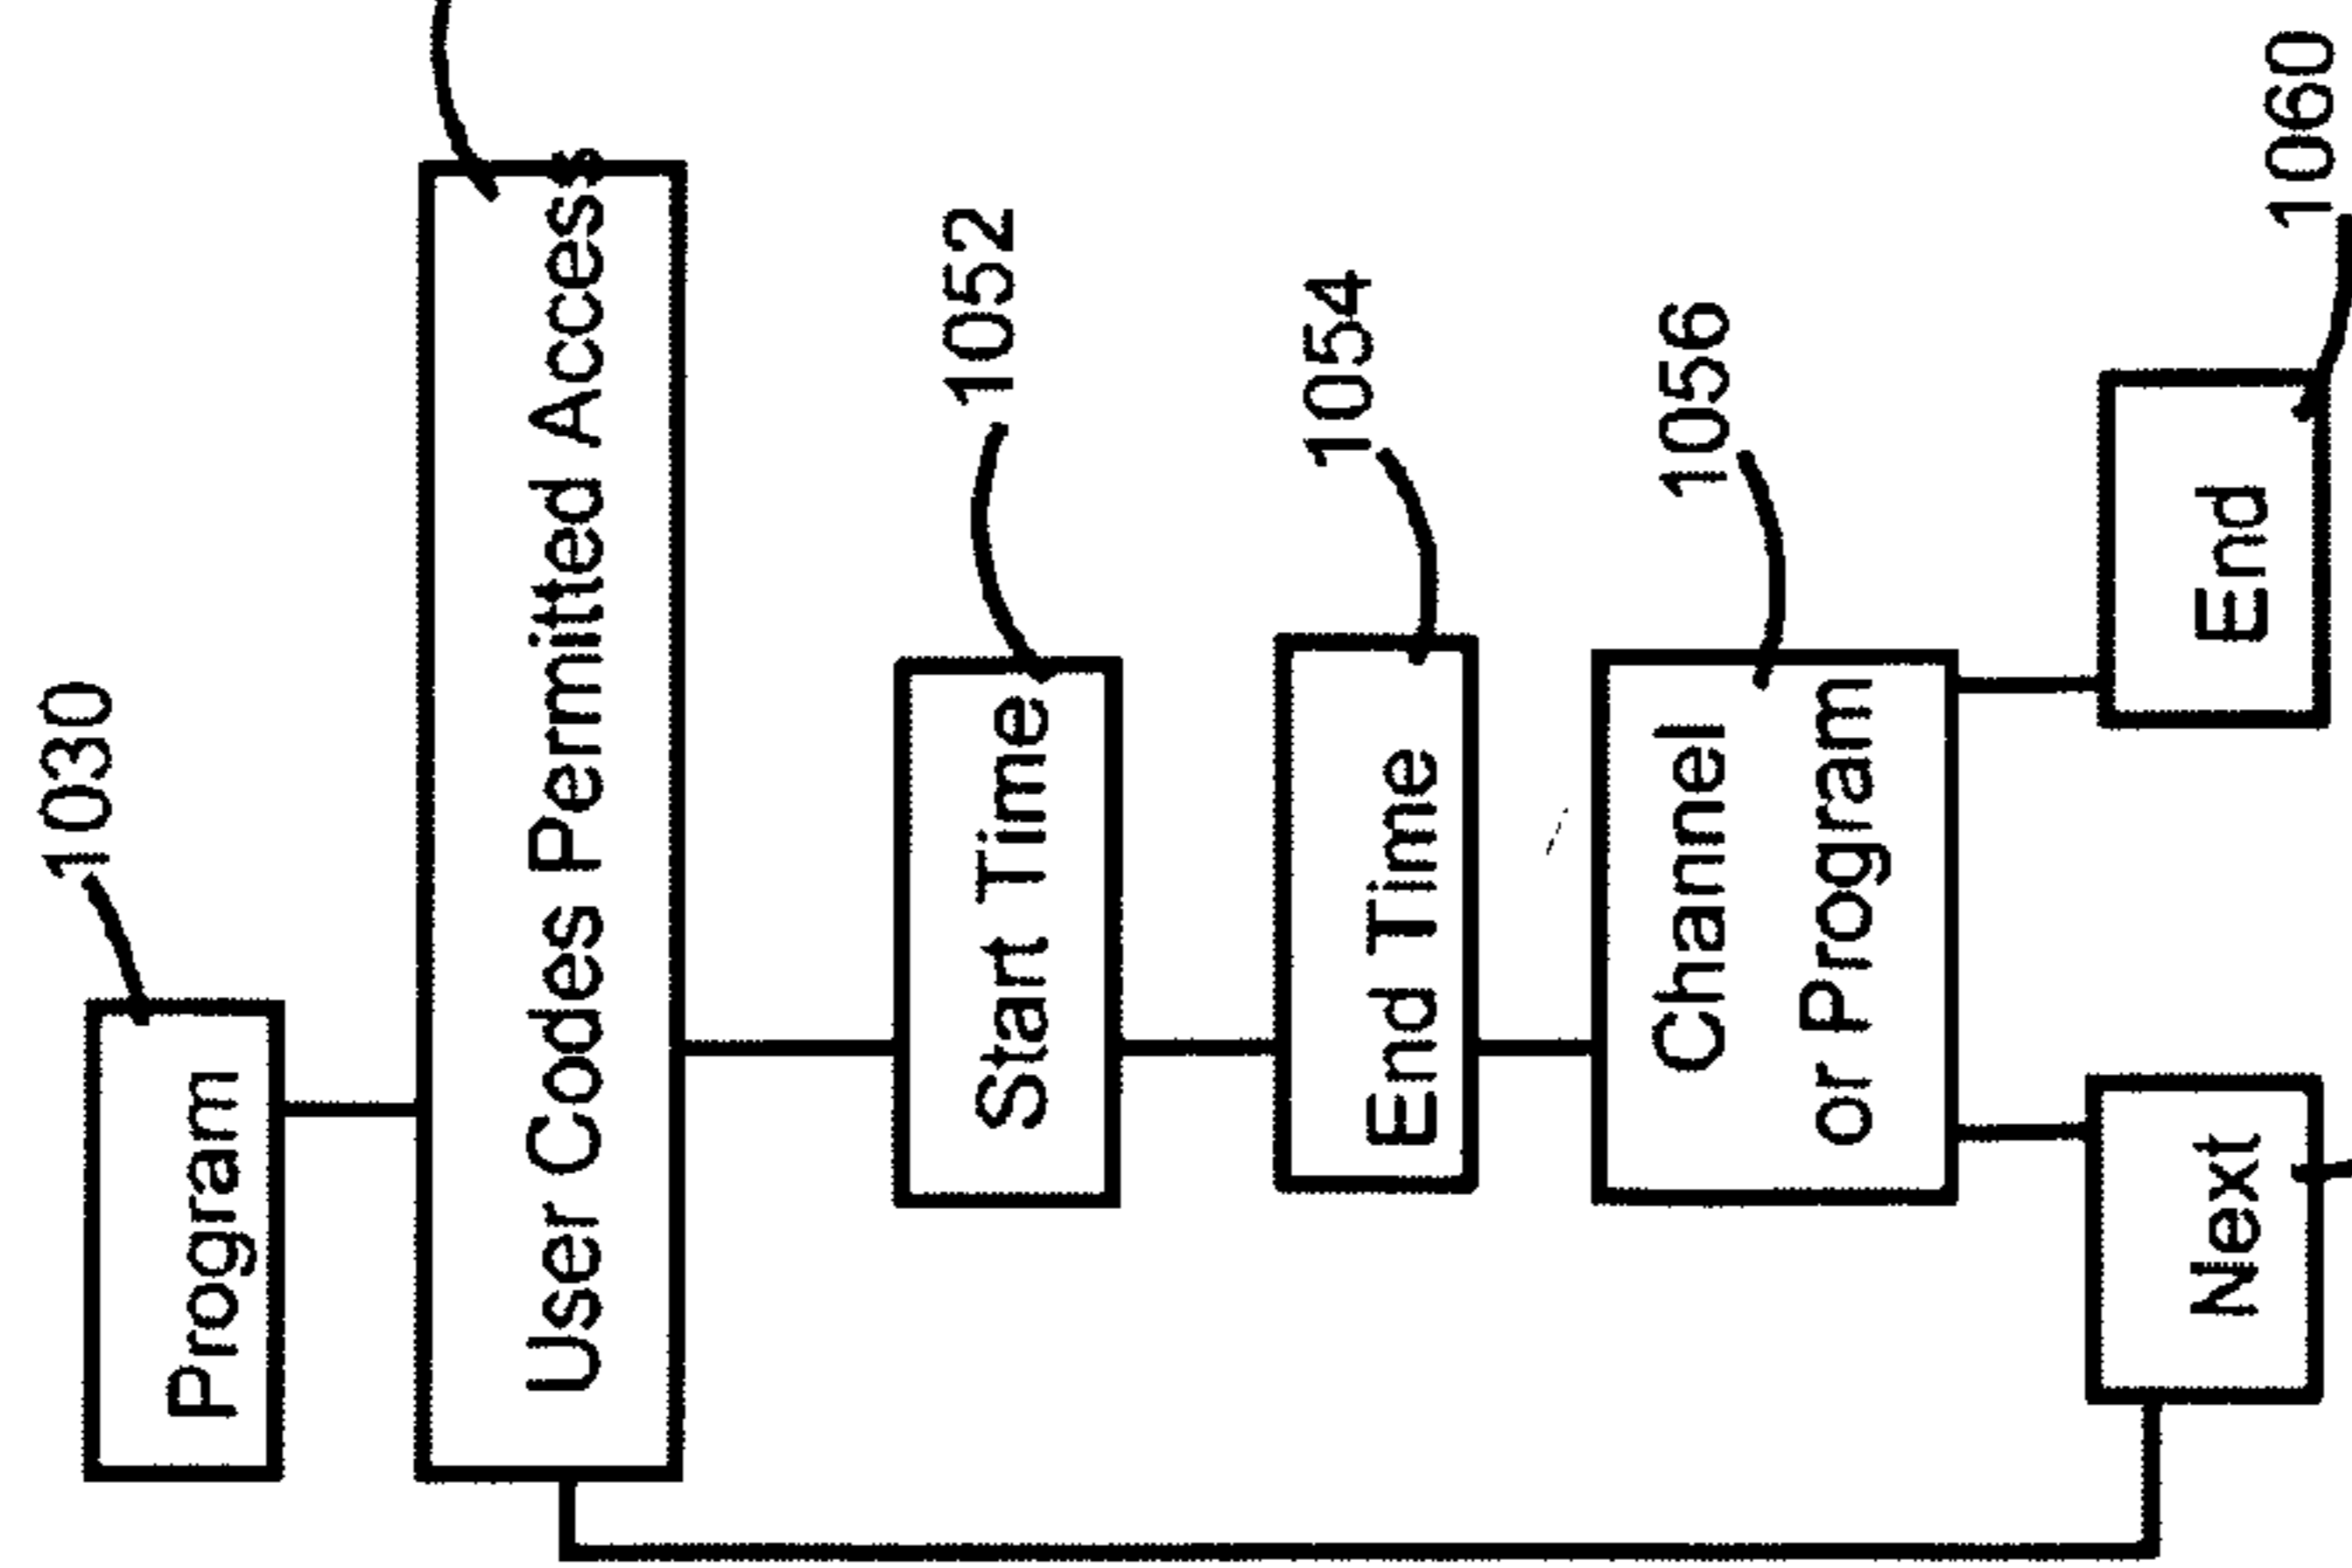 1030
Program
User Codes Permitted Access
1052
Start Time
1054
End Time
1056
Channel
or Program
1060
End
Next